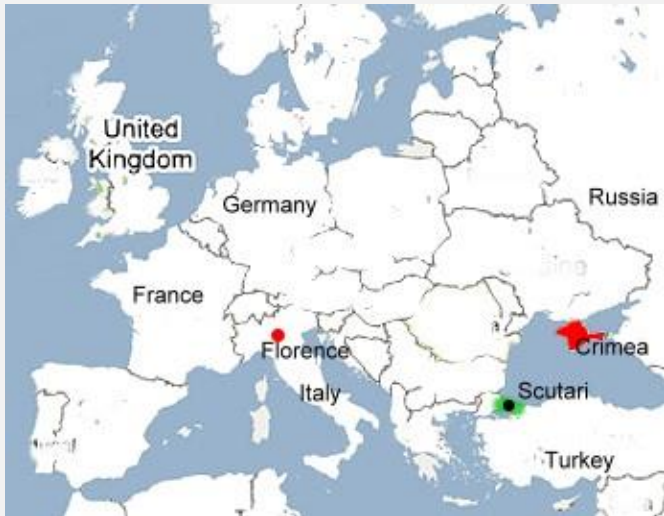 United
Kingdom
Germany
Russia
France
Florence
Crimea
Italy
Scutari
Turkey